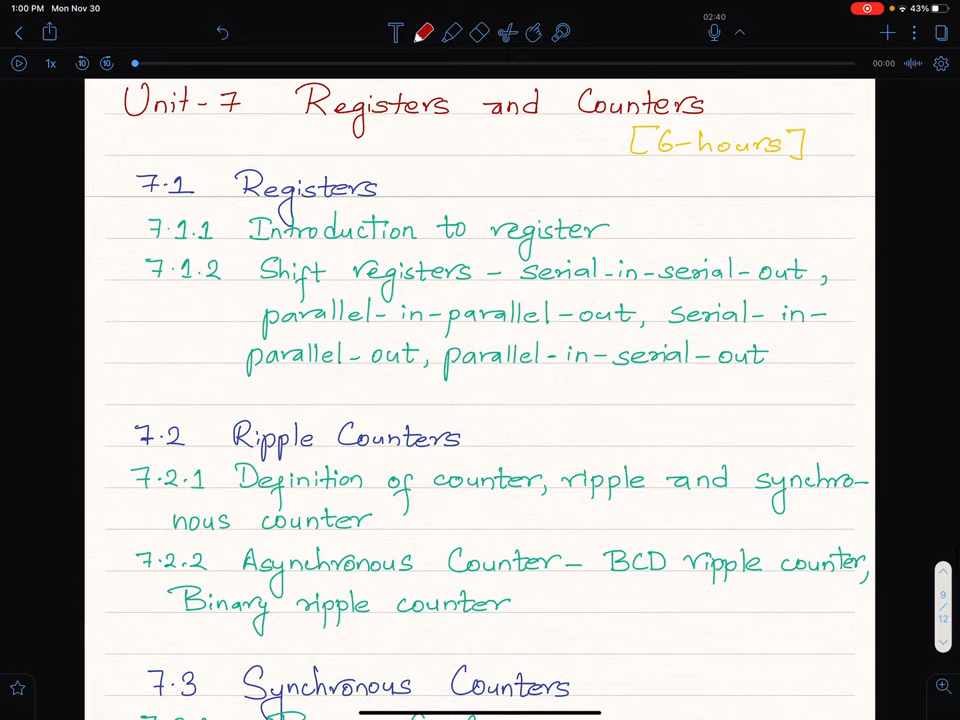 1:00 PM Mon Nov 30
43%
02:40
1x
10
10
00:00
Unit-7 Registers and Counters
[6-hours]
7.1 Registers
7.1.1 Introduction to register
7.1.2 Shift registers - serial-in-serial-out,
parallel-in-parallel-out, serial-in-
parallel-out, parallel-in-serial-out
7.2 Ripple Counters
7.2.1 Definition of counter, ripple and synchro-
nous counter
7.2.2 Asynchronous Counter - BCD ripple counter,
Binary ripple counter
9
/
12
7.3 Synchronous Counters